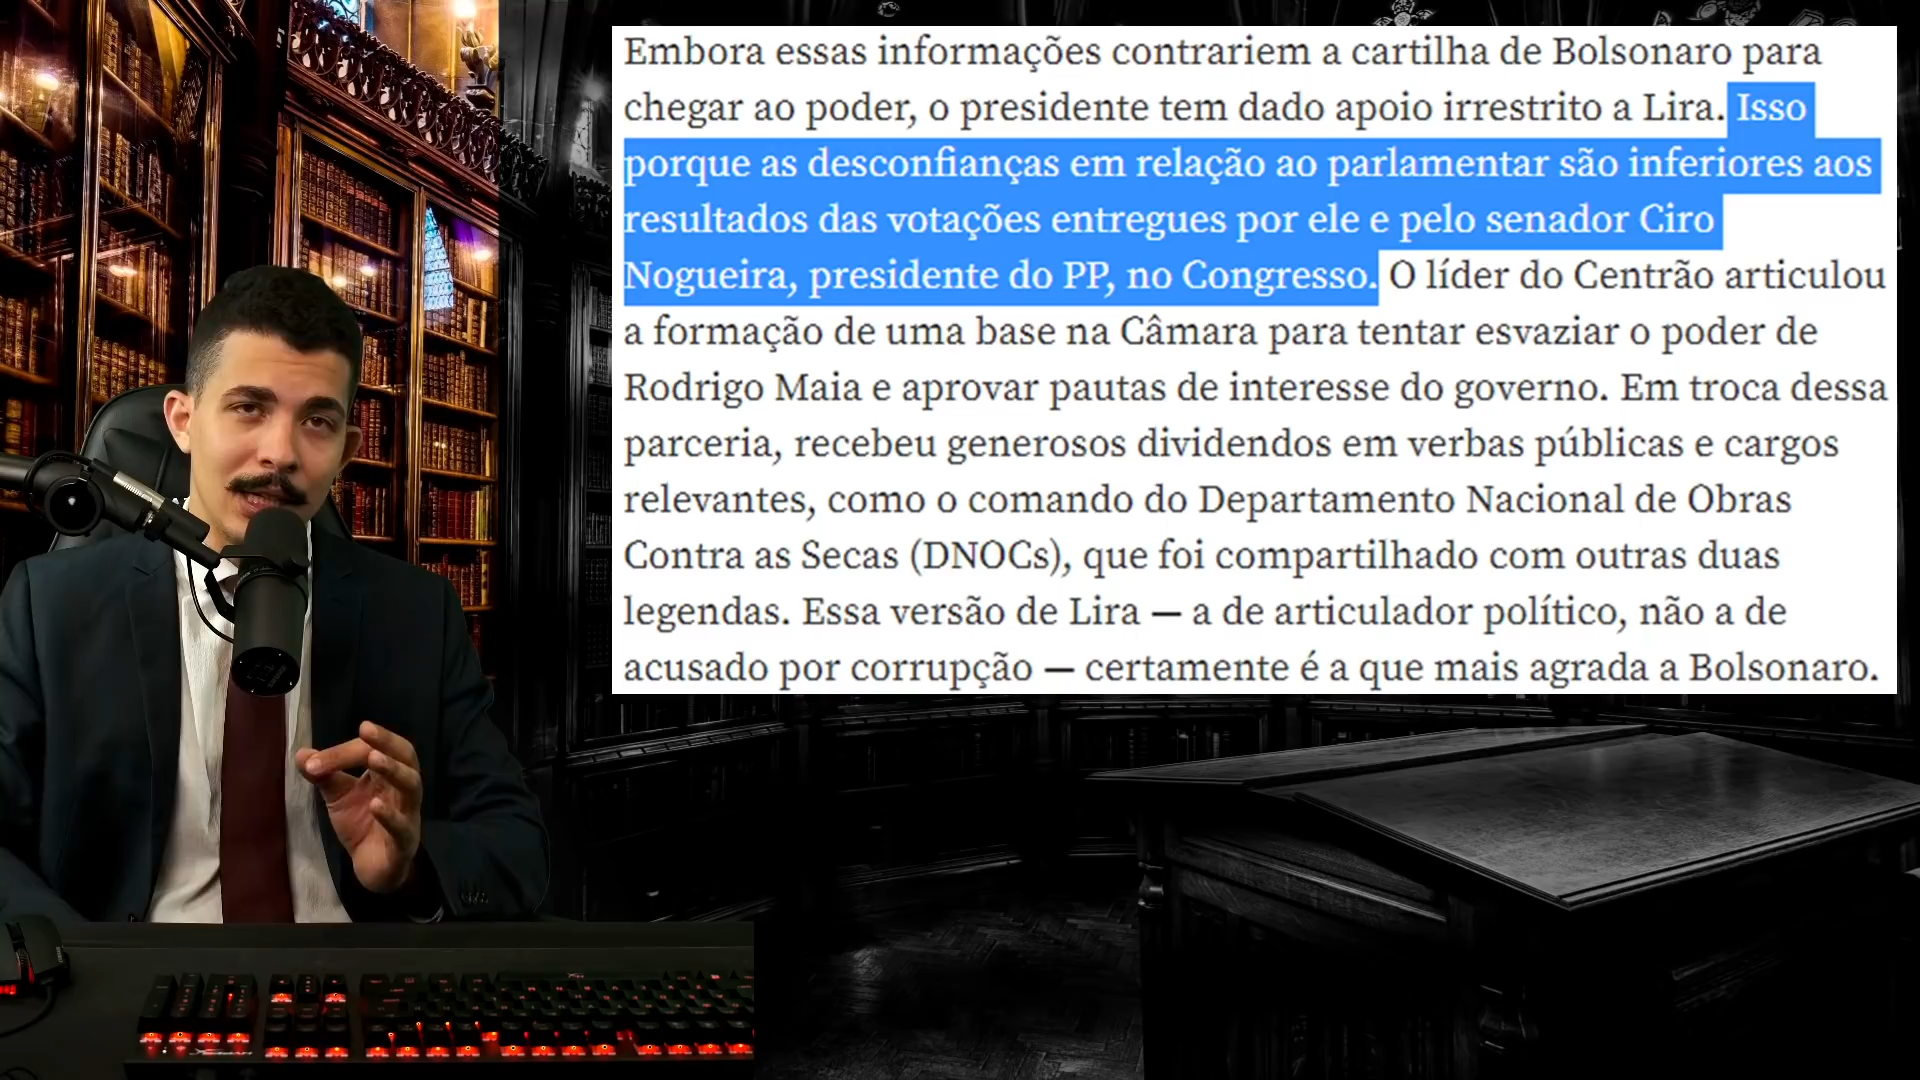 Embora essas informações contrariem a cartilha de Bolsonaro para
chegar ao poder, o presidente tem dado apoio irrestrito a Lira. Isso
porque as desconfianças em relação ao parlamentar são inferiores aos
resultados das votações entregues por ele e pelo senador Ciro
Nogueira, presidente do PP, no Congresso. O líder do Centrão articulou
a formação de uma base na Câmara para tentar esvaziar o poder de
Rodrigo Maia e aprovar pautas de interesse do governo. Em troca dessa
parceria, recebeu generosos dividendos em verbas públicas e cargos
relevantes, como o comando do Departamento Nacional de Obras
Contra as Secas (DNOCs), que foi compartilhado com outras duas
legendas. Essa versão de Lira — a de articulador político, não a de
acusado por corrupção — certamente é a que mais agrada a Bolsonaro.